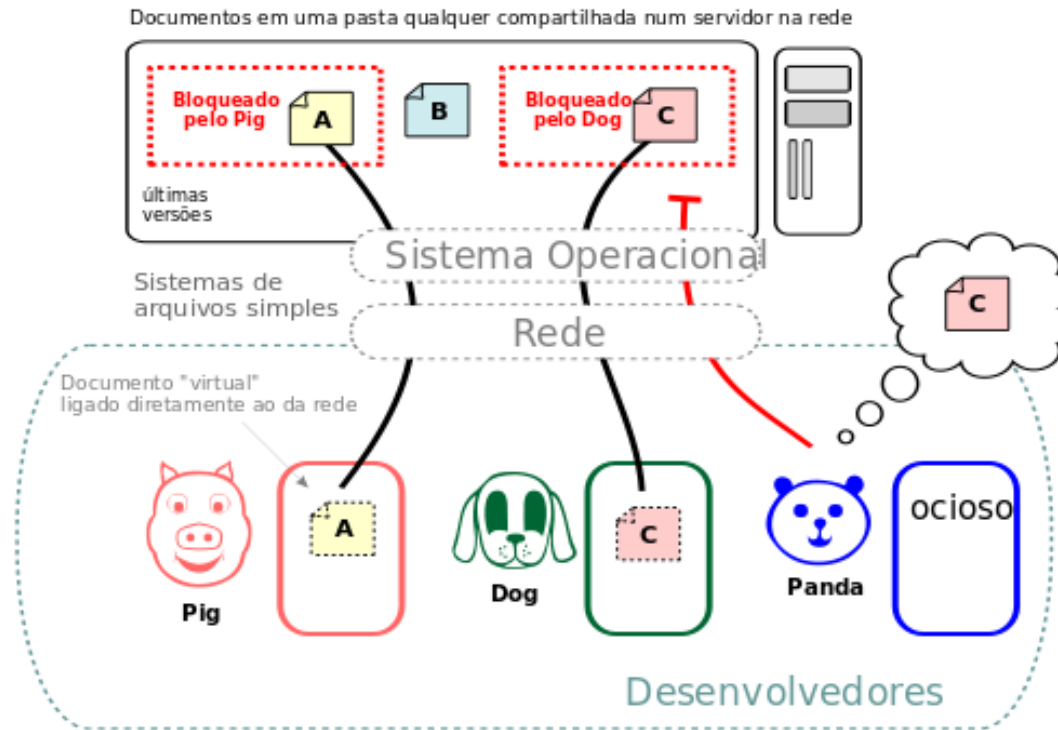 Documentos em uma pasta qualquer compartilhada num servidor na rede
Bloqueado
pelo Pig
A
B
Bloqueado
pelo Dog
C
últimas
versões
Sistema Operacional
Sistemas de
arquivos simples
Rede
C
Documento "virtual"
ligado diretamente ao da rede
A
C
ocioso
Pig
Dog
Panda
Desenvolvedores